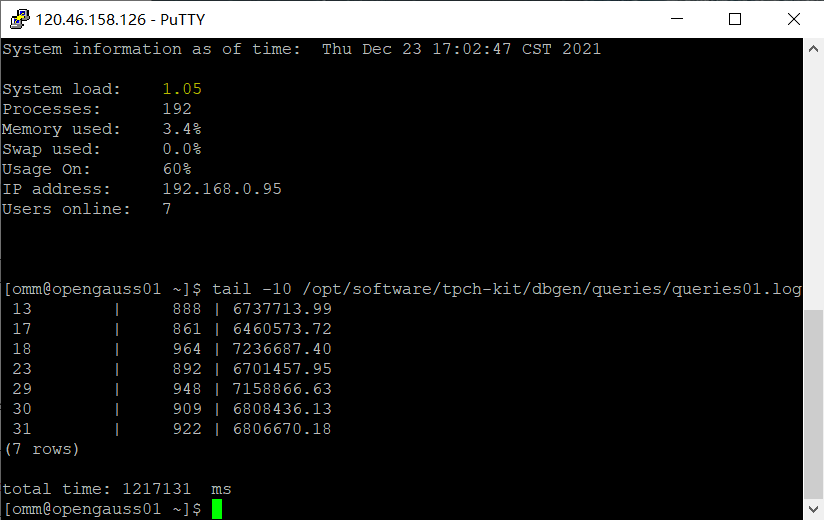 120.46.158.126 - PuTTY
System information as of time:  Thu Dec 23 17:02:47 CST 2021
System load:    1.05
Processes:      192
Memory used:    3.4%
Swap used:      0.0%
Usage On:       60%
IP address:     192.168.0.95
Users online:   7
[omm@opengauss01 ~]$ tail -10 /opt/software/tpch-kit/dbgen/queries/queries01.log
 13        |     888 | 6737713.99
 17        |     861 | 6460573.72
 18        |     964 | 7236687.40
 23        |     892 | 6701457.95
 29        |     948 | 7158866.63
 30        |     909 | 6808436.13
 31        |     922 | 6806670.18
(7 rows)
total time: 1217131  ms
[omm@opengauss01 ~]$